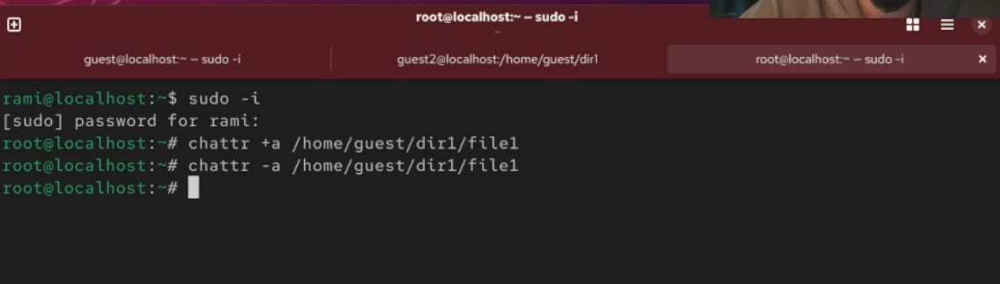 root@localhost:~ — sudo -i
~
guest@localhost:~ — sudo -i
guest2@localhost:/home/guest/dir1
root@localhost:~ — sudo -i
rami@localhost:~$ sudo -i
[sudo] password for rami:
root@localhost:~# chattr +a /home/guest/dir1/file1
root@localhost:~# chattr -a /home/guest/dir1/file1
root@localhost:~#